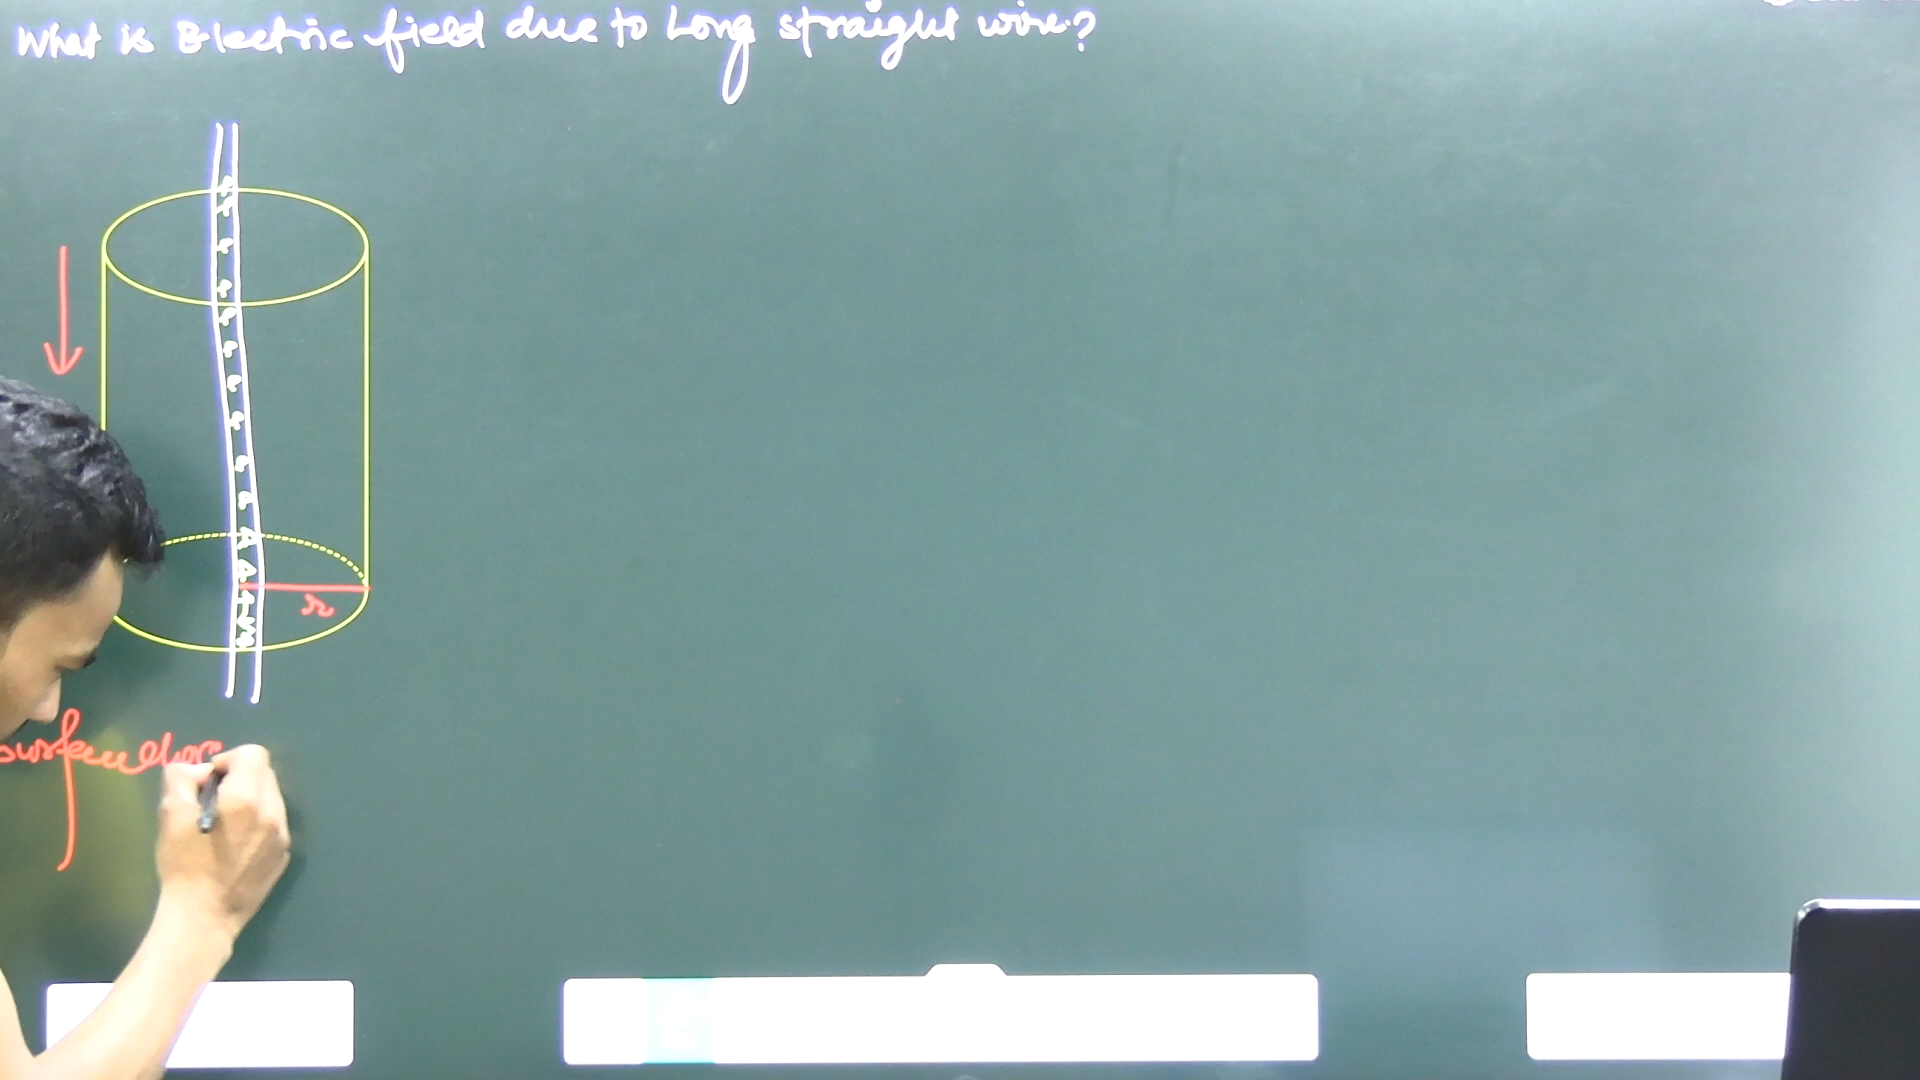 What is Electric field due to Long straight wire?
r
surface char